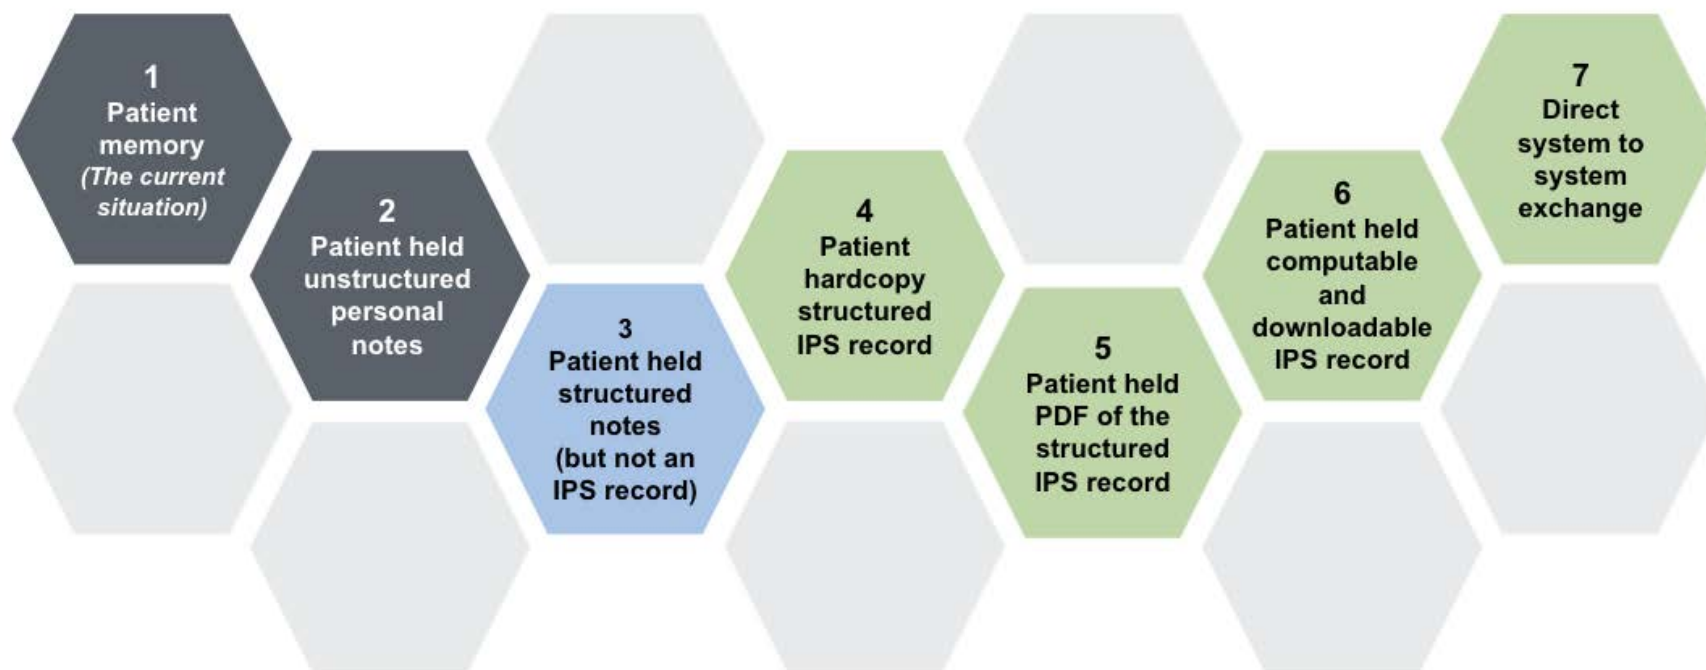 1
Patient
memory
(The current
situation)
2
Patient held
unstructured
personal
notes
3
Patient held
structured
notes
(but not an
IPS record)
4
Patient
hardcopy
structured
IPS record
5
Patient held
PDF of the
structured
IPS record
6
Patient held
computable
and
downloadable
IPS record
7
Direct
system to
system
exchange